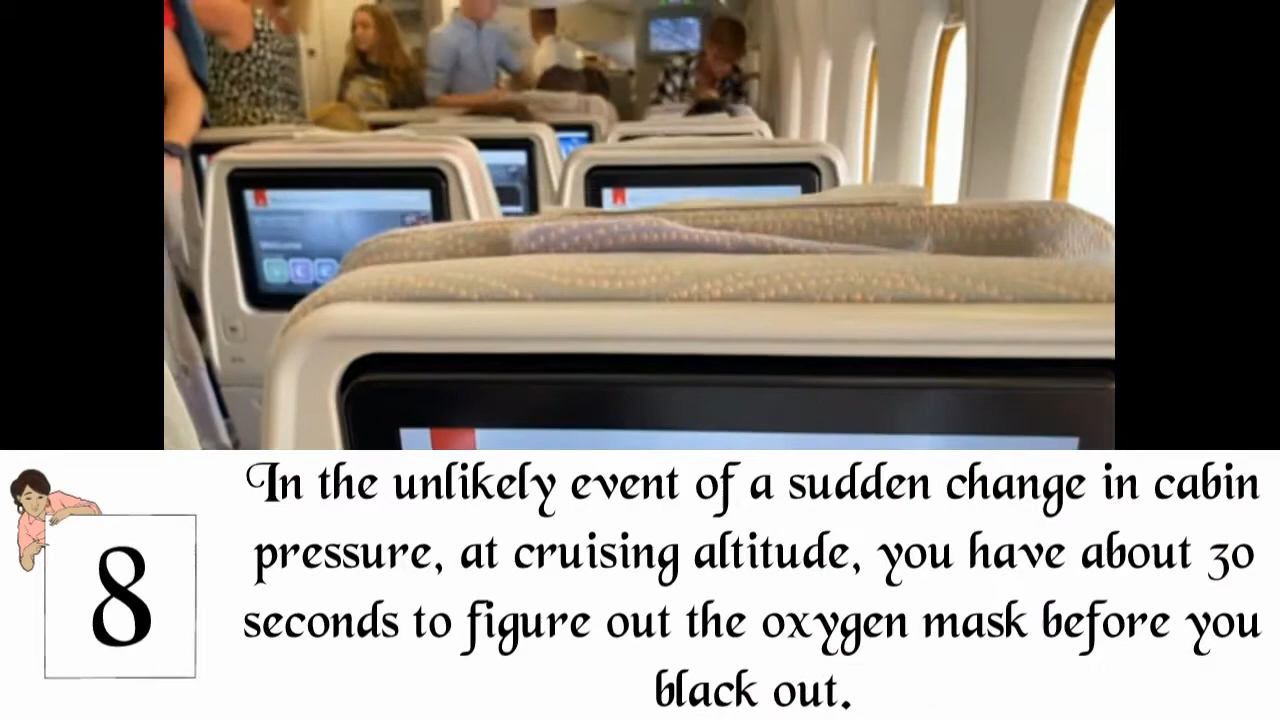 Welcome
In the unlikely event of a sudden change in cabin
pressure, at cruising altitude, you have about 30
seconds to figure out the oxygen mask before you
black out.
8